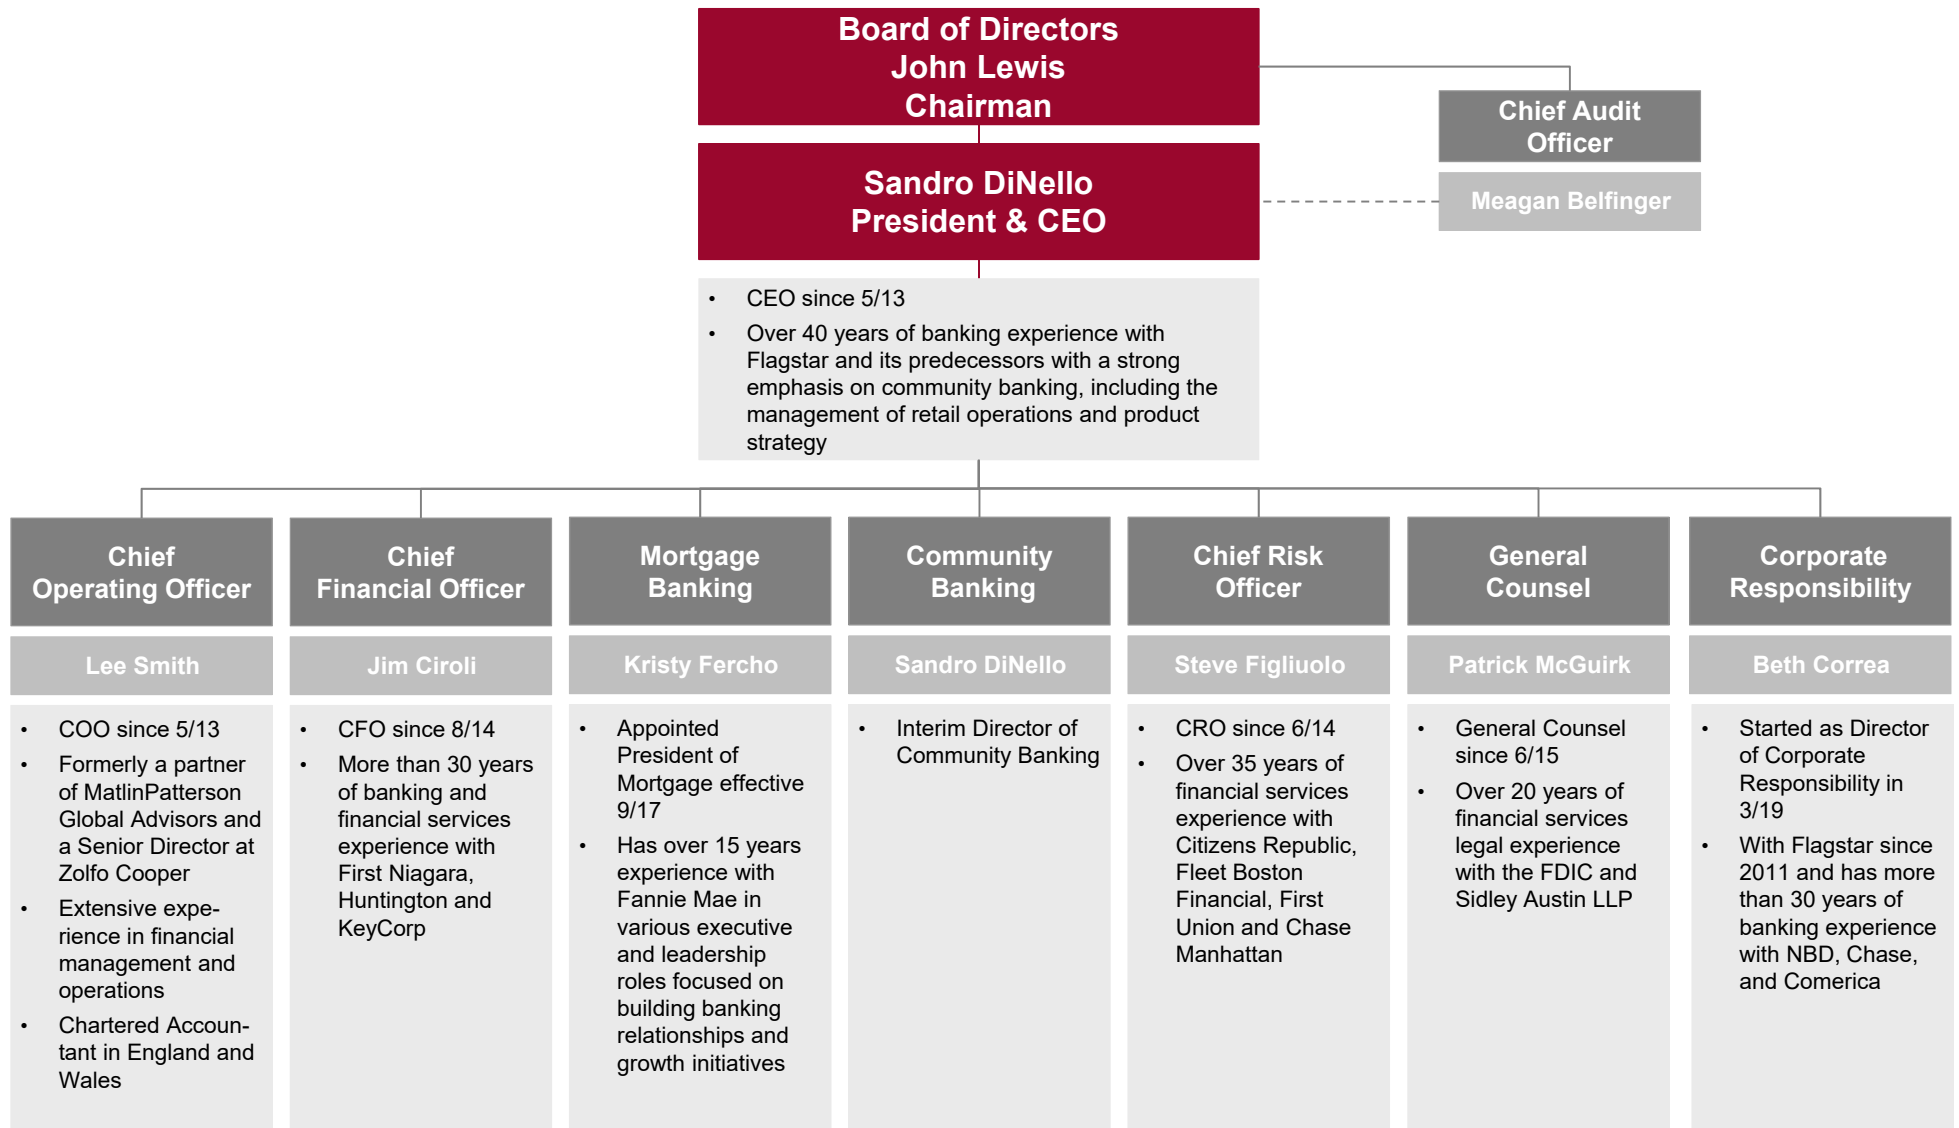 Board of Directors
John Lewis
Chairman
Chief Audit
Officer
Meagan Belfinger
Sandro DiNello
President & CEO
• CEO since 5/13
• Over 40 years of banking experience with
Flagstar and its predecessors with a strong
emphasis on community banking, including the
management of retail operations and product
strategy
Chief
Operating Officer
Lee Smith
• COO since 5/13
• Formerly a partner
of MatlinPatterson
Global Advisors and
a Senior Director at
Zolfo Cooper
• Extensive expe-
rience in financial
management and
operations
• Chartered Accoun-
tant in England and
Wales
Chief
Financial Officer
Jim Ciroli
• CFO since 8/14
• More than 30 years
of banking and
financial services
experience with
First Niagara,
Huntington and
KeyCorp
Mortgage
Banking
Kristy Fercho
• Appointed
President of
Mortgage effective
9/17
• Has over 15 years
experience with
Fannie Mae in
various executive
and leadership
roles focused on
building banking
relationships and
growth initiatives
Community
Banking
Sandro DiNello
• Interim Director of
Community Banking
Chief Risk
Officer
Steve Figliuolo
• CRO since 6/14
• Over 35 years of
financial services
experience with
Citizens Republic,
Fleet Boston
Financial, First
Union and Chase
Manhattan
General
Counsel
Patrick McGuirk
• General Counsel
since 6/15
• Over 20 years of
financial services
legal experience
with the FDIC and
Sidley Austin LLP
Corporate
Responsibility
Beth Correa
• Started as Director
of Corporate
Responsibility in
3/19
• With Flagstar since
2011 and has more
than 30 years of
banking experience
with NBD, Chase,
and Comerica